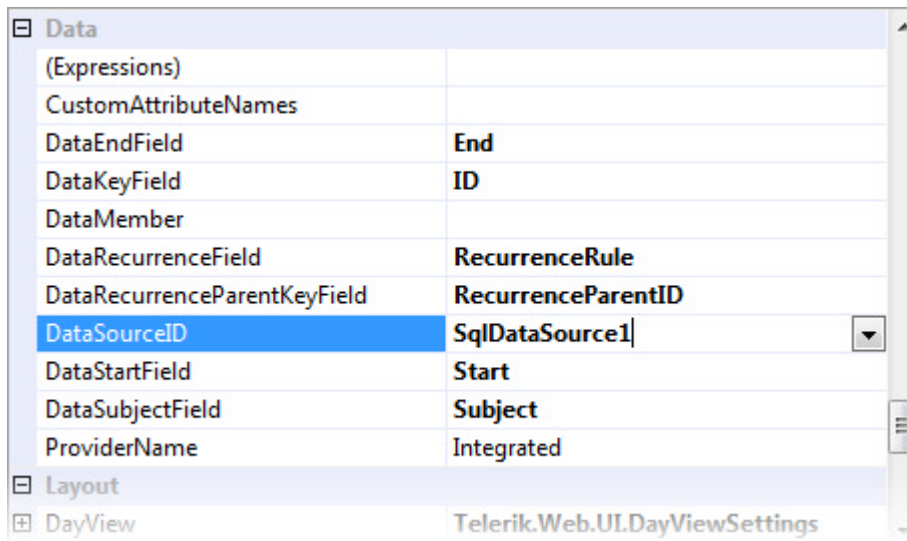 Data
(Expressions)
CustomAttributeNames
DataEndField End
DataKeyField ID
DataMember
DataRecurrenceField RecurrenceRule
DataRecurrenceParentKeyField RecurrenceParentID
DataSourceID SqlDataSource1
DataStartField Start
DataSubjectField Subject
ProviderName Integrated
Layout
DayView Telerik.Web.UI.DayViewSettings